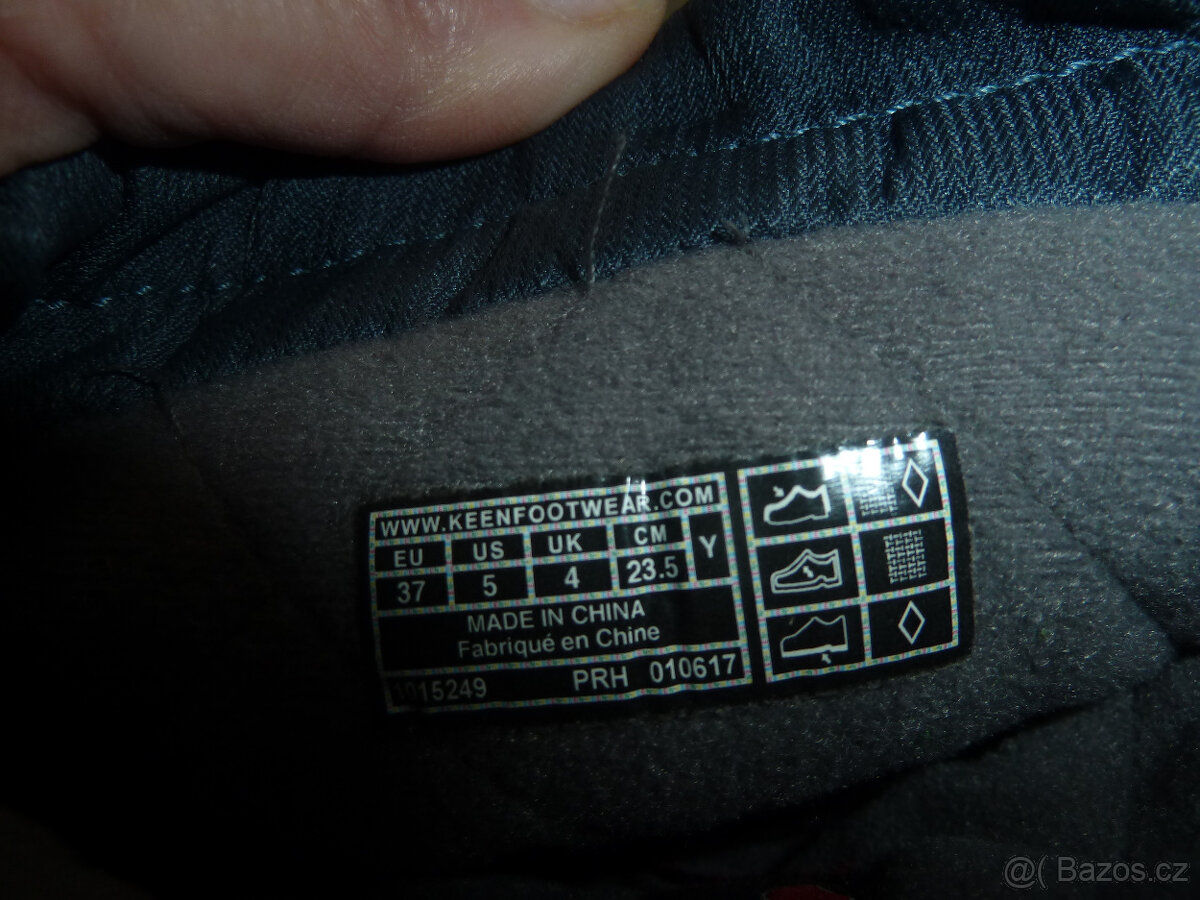 WWW.KEENFOOTWEAR.COM
EU US UK CM Y
37 5 4 23.5
MADE IN CHINA
Fabriqué en Chine
1015249 PRH 010617
@( Bazos.cz